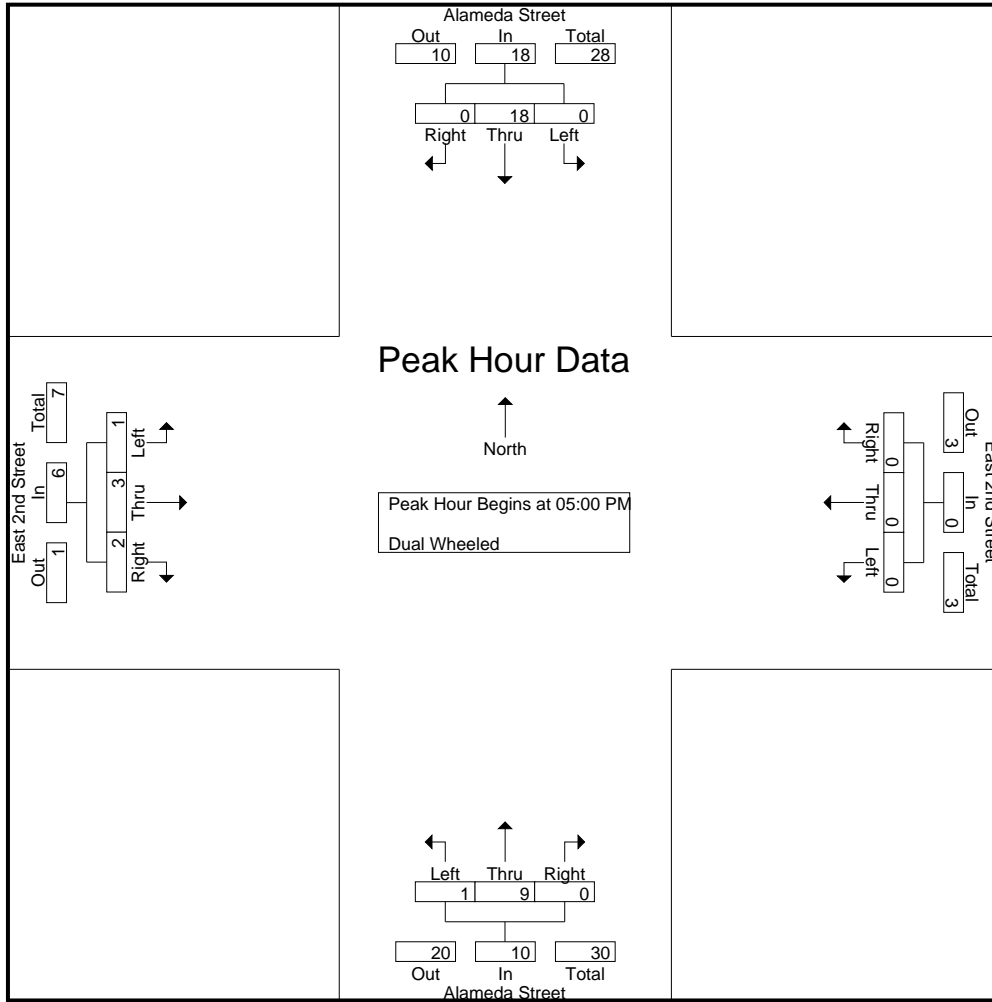 Alameda Street
Out In Total
10 18 28
0 18 0
Right Thru Left
Peak Hour Data
North
Peak Hour Begins at 05:00 PM
Dual Wheeled
East 2nd Street
Out In Total
1 6 7
Left Thru Right
1 3 2
East 2nd Street
Out In Total
3 0 3
Right Thru Left
0 0 0
Left Thru Right
1 9 0
20 10 30
Out In Total
Alameda Street